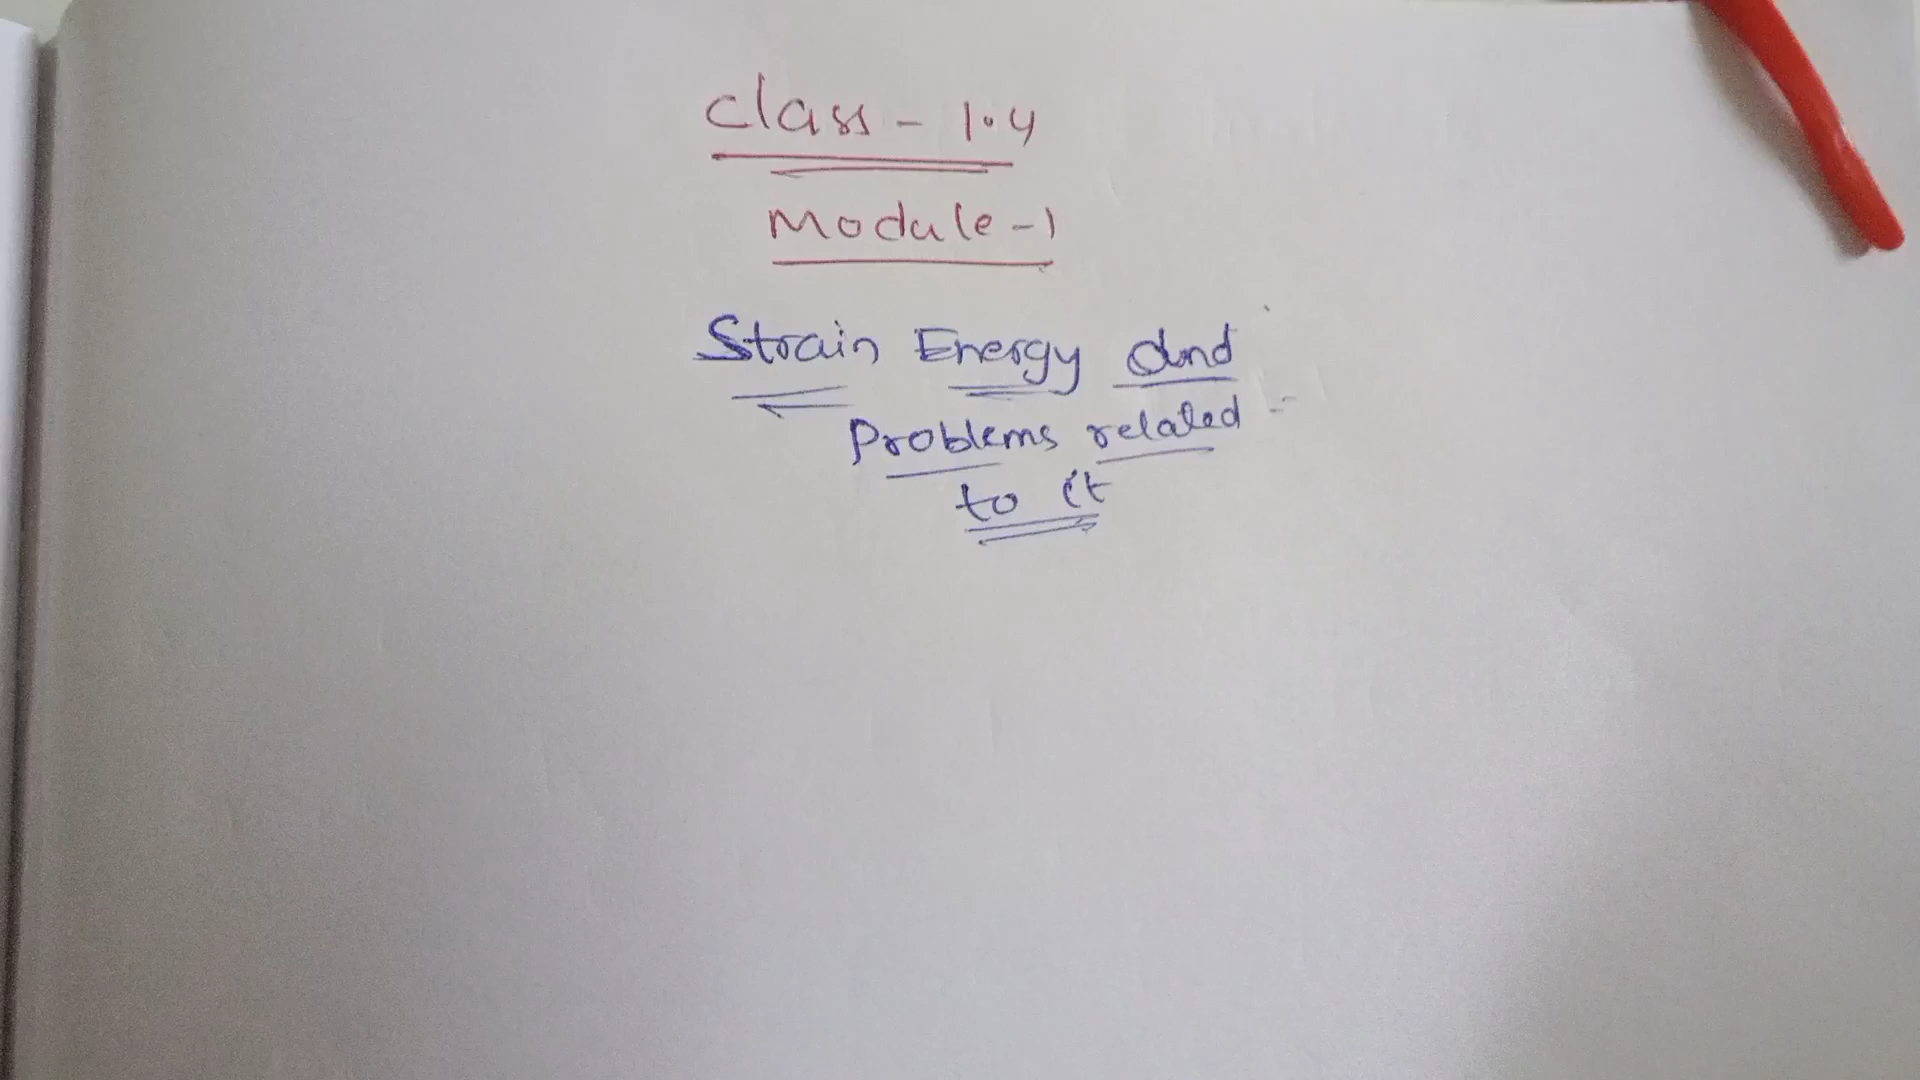 Class - 1.4
Module - 1
Strain Energy And
Problems related
to it